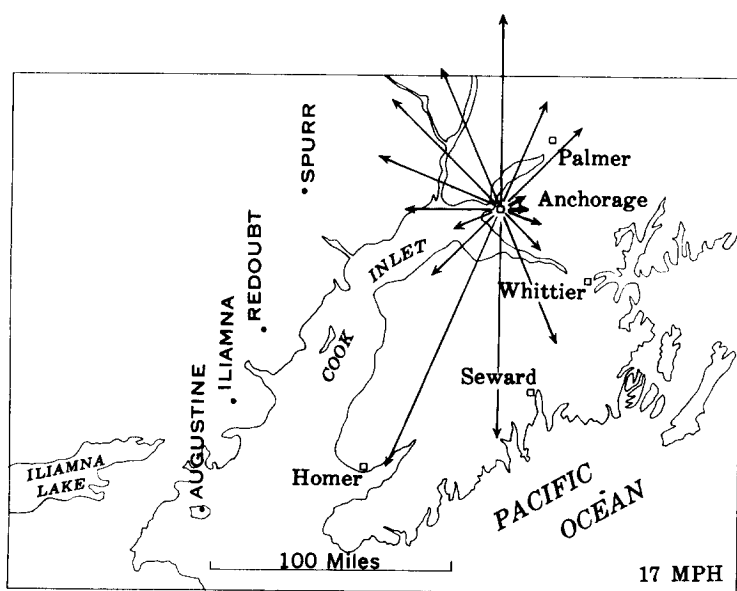 SPURR
Palmer
Anchorage
REDOUBT
INLET
Whittier
ILIAMNA
COOK
Seward
AUGUSTINE
ILIAMNA
LAKE
Homer
PACIFIC
OCEAN
100 Miles
17 MPH